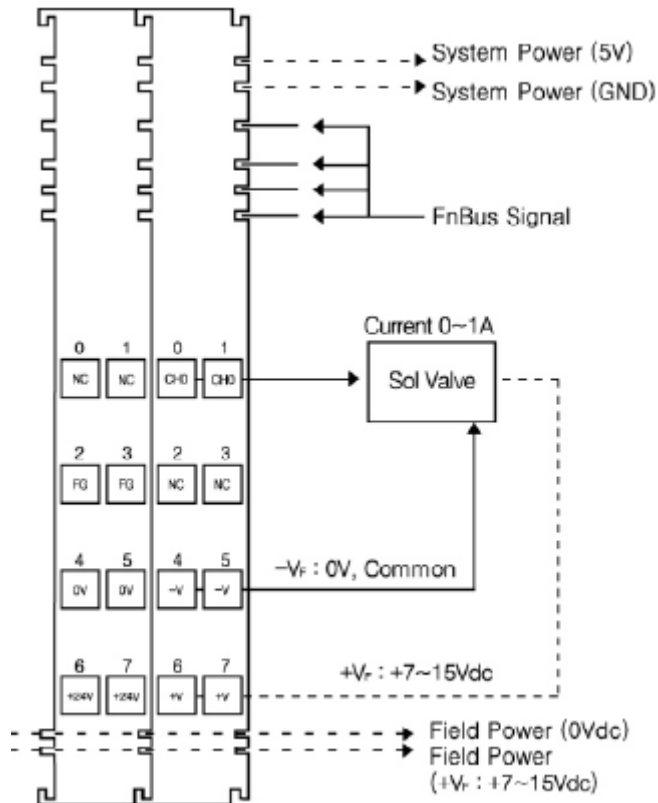 System Power (5V)
System Power (GND)
FnBus Signal
Current 0~1A
0 1 0 1
NC NC CH0 CH0
Sol Valve
2 3 2 3
FG FG NC NC
4 5 4 5
0V 0V -V -V
-VF : 0V, Common
6 7 6 7
+24V +24V +V +V
+VF : +7~15Vdc
Field Power (0Vdc)
Field Power
(+VF : +7~15Vdc)